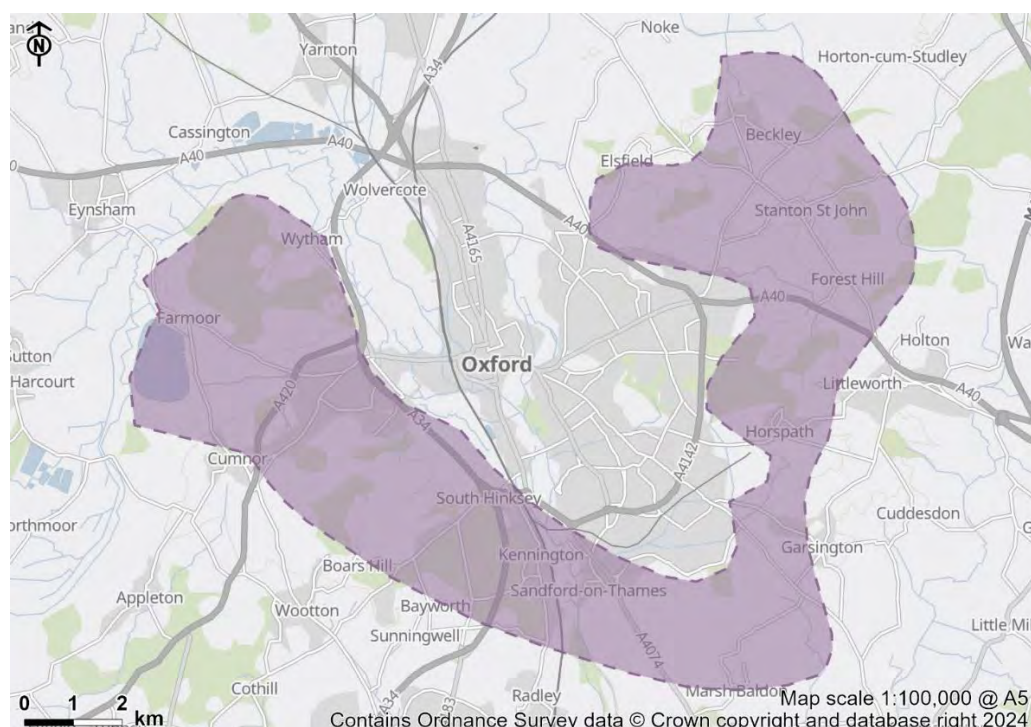 N
Yarnton
A34
Noke
Horton-cum-Studley
Cassington
A40
A40
Beckley
Elsfield
Wolvercote
Eynsham
A4165
Stanton St John
A40
Wytham
Forest Hill
A40
Farmoor
Holton
Sutton
Oxford
Harcourt
Littleworth
A420
A40
A34
Horspath
A4142
Cumnor
South Hinksey
Cuddesdon
Kennington
Garsington
Boars Hill
Sandford-on-Thames
Appleton
Bayworth
Wootton
Sunningwell
A4074
Cothill
Radley
Marsh Baldon
A34
0 1 2
km
Map scale 1:100,000 @ A5
Contains Ordnance Survey data © Crown copyright and database right 2024